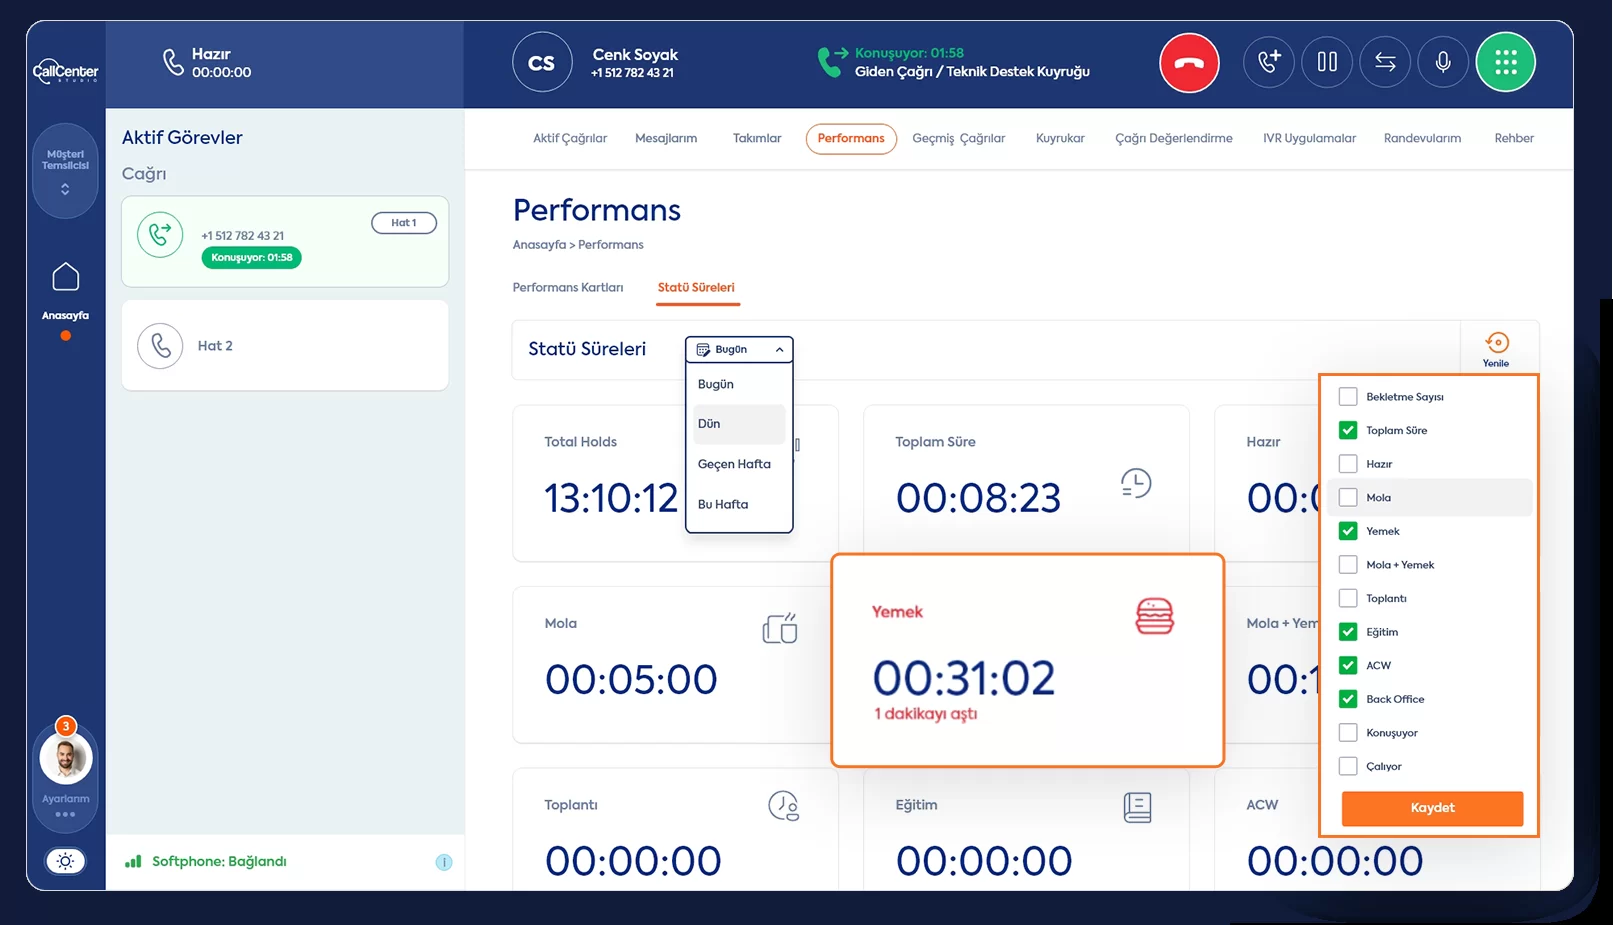 CallCenter
STUDIO
Hazır
00:00:00
CS
Cenk Soyak
+1 512 782 43 21
Konuşuyor: 01:58
Giden Çağrı / Teknik Destek Kuyruğu
Müşteri
Temsilcisi
Anasayfa
3
Ayarlarım
Aktif Görevler
Cağrı
Hat 1
+1 512 782 43 21
Konuşuyor: 01:58
Hat 2
Softphone: Bağlandı
i
Aktif Çağrılar
Mesajlarım
Takımlar
Performans
Geçmiş Çağrılar
Kuyrukar
Çağrı Değerlendirme
IVR Uygulamalar
Randevularım
Rehber
Performans
Anasayfa > Performans
Performans Kartları
Statü Süreleri
Statü Süreleri
Bugün
Bugün
Dün
Geçen Hafta
Bu Hafta
Yenile
Total Holds
13:10:12
Toplam Süre
00:08:23
Hazır
Mola
00:05:00
Yemek
00:31:02
1 dakikayı aştı
Mola + Yem
Toplantı
00:00:00
Eğitim
00:00:00
ACW
00:00:00
Bekletme Sayısı
Toplam Süre
Hazır
Mola
Yemek
Mola + Yemek
Toplantı
Eğitim
ACW
Back Office
Konuşuyor
Çalıyor
Kaydet